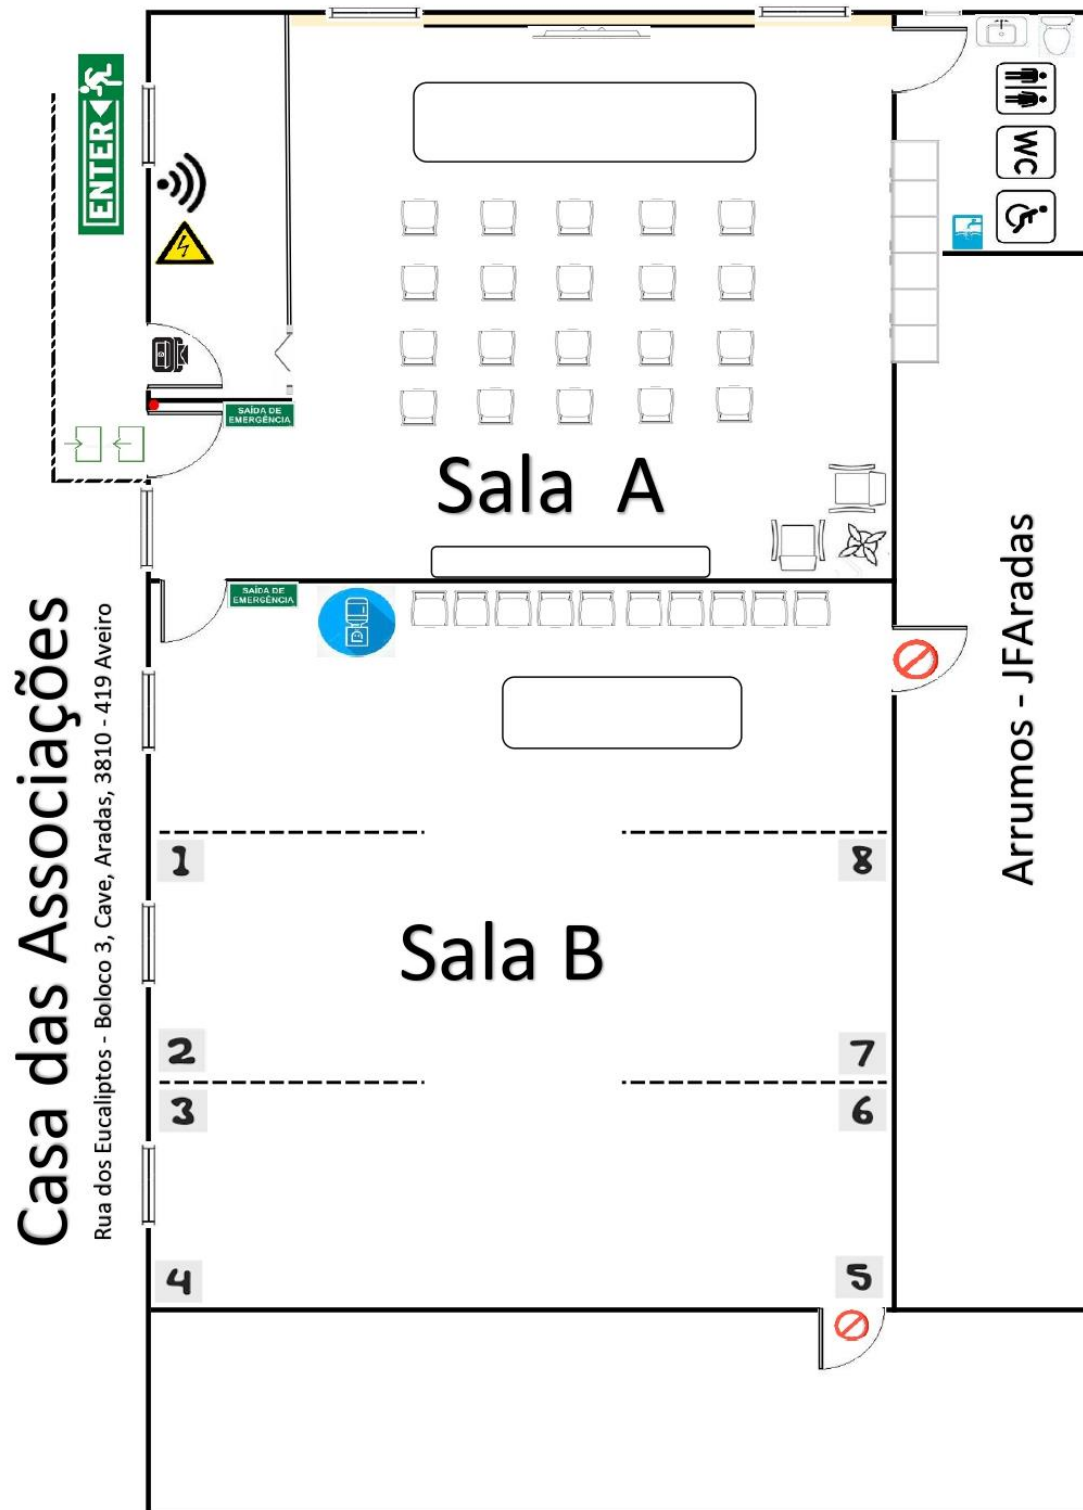 ENTER
WC
SAÍDA DE
EMERGÊNCIA
Sala A
SAÍDA DE
EMERGÊNCIA
Casa das Associações
Rua dos Eucaliptos - Boloco 3, Cave, Aradas, 3810 - 419 Aveiro
Arrumos - JFAradas
1
8
Sala B
2
7
3
6
4
5